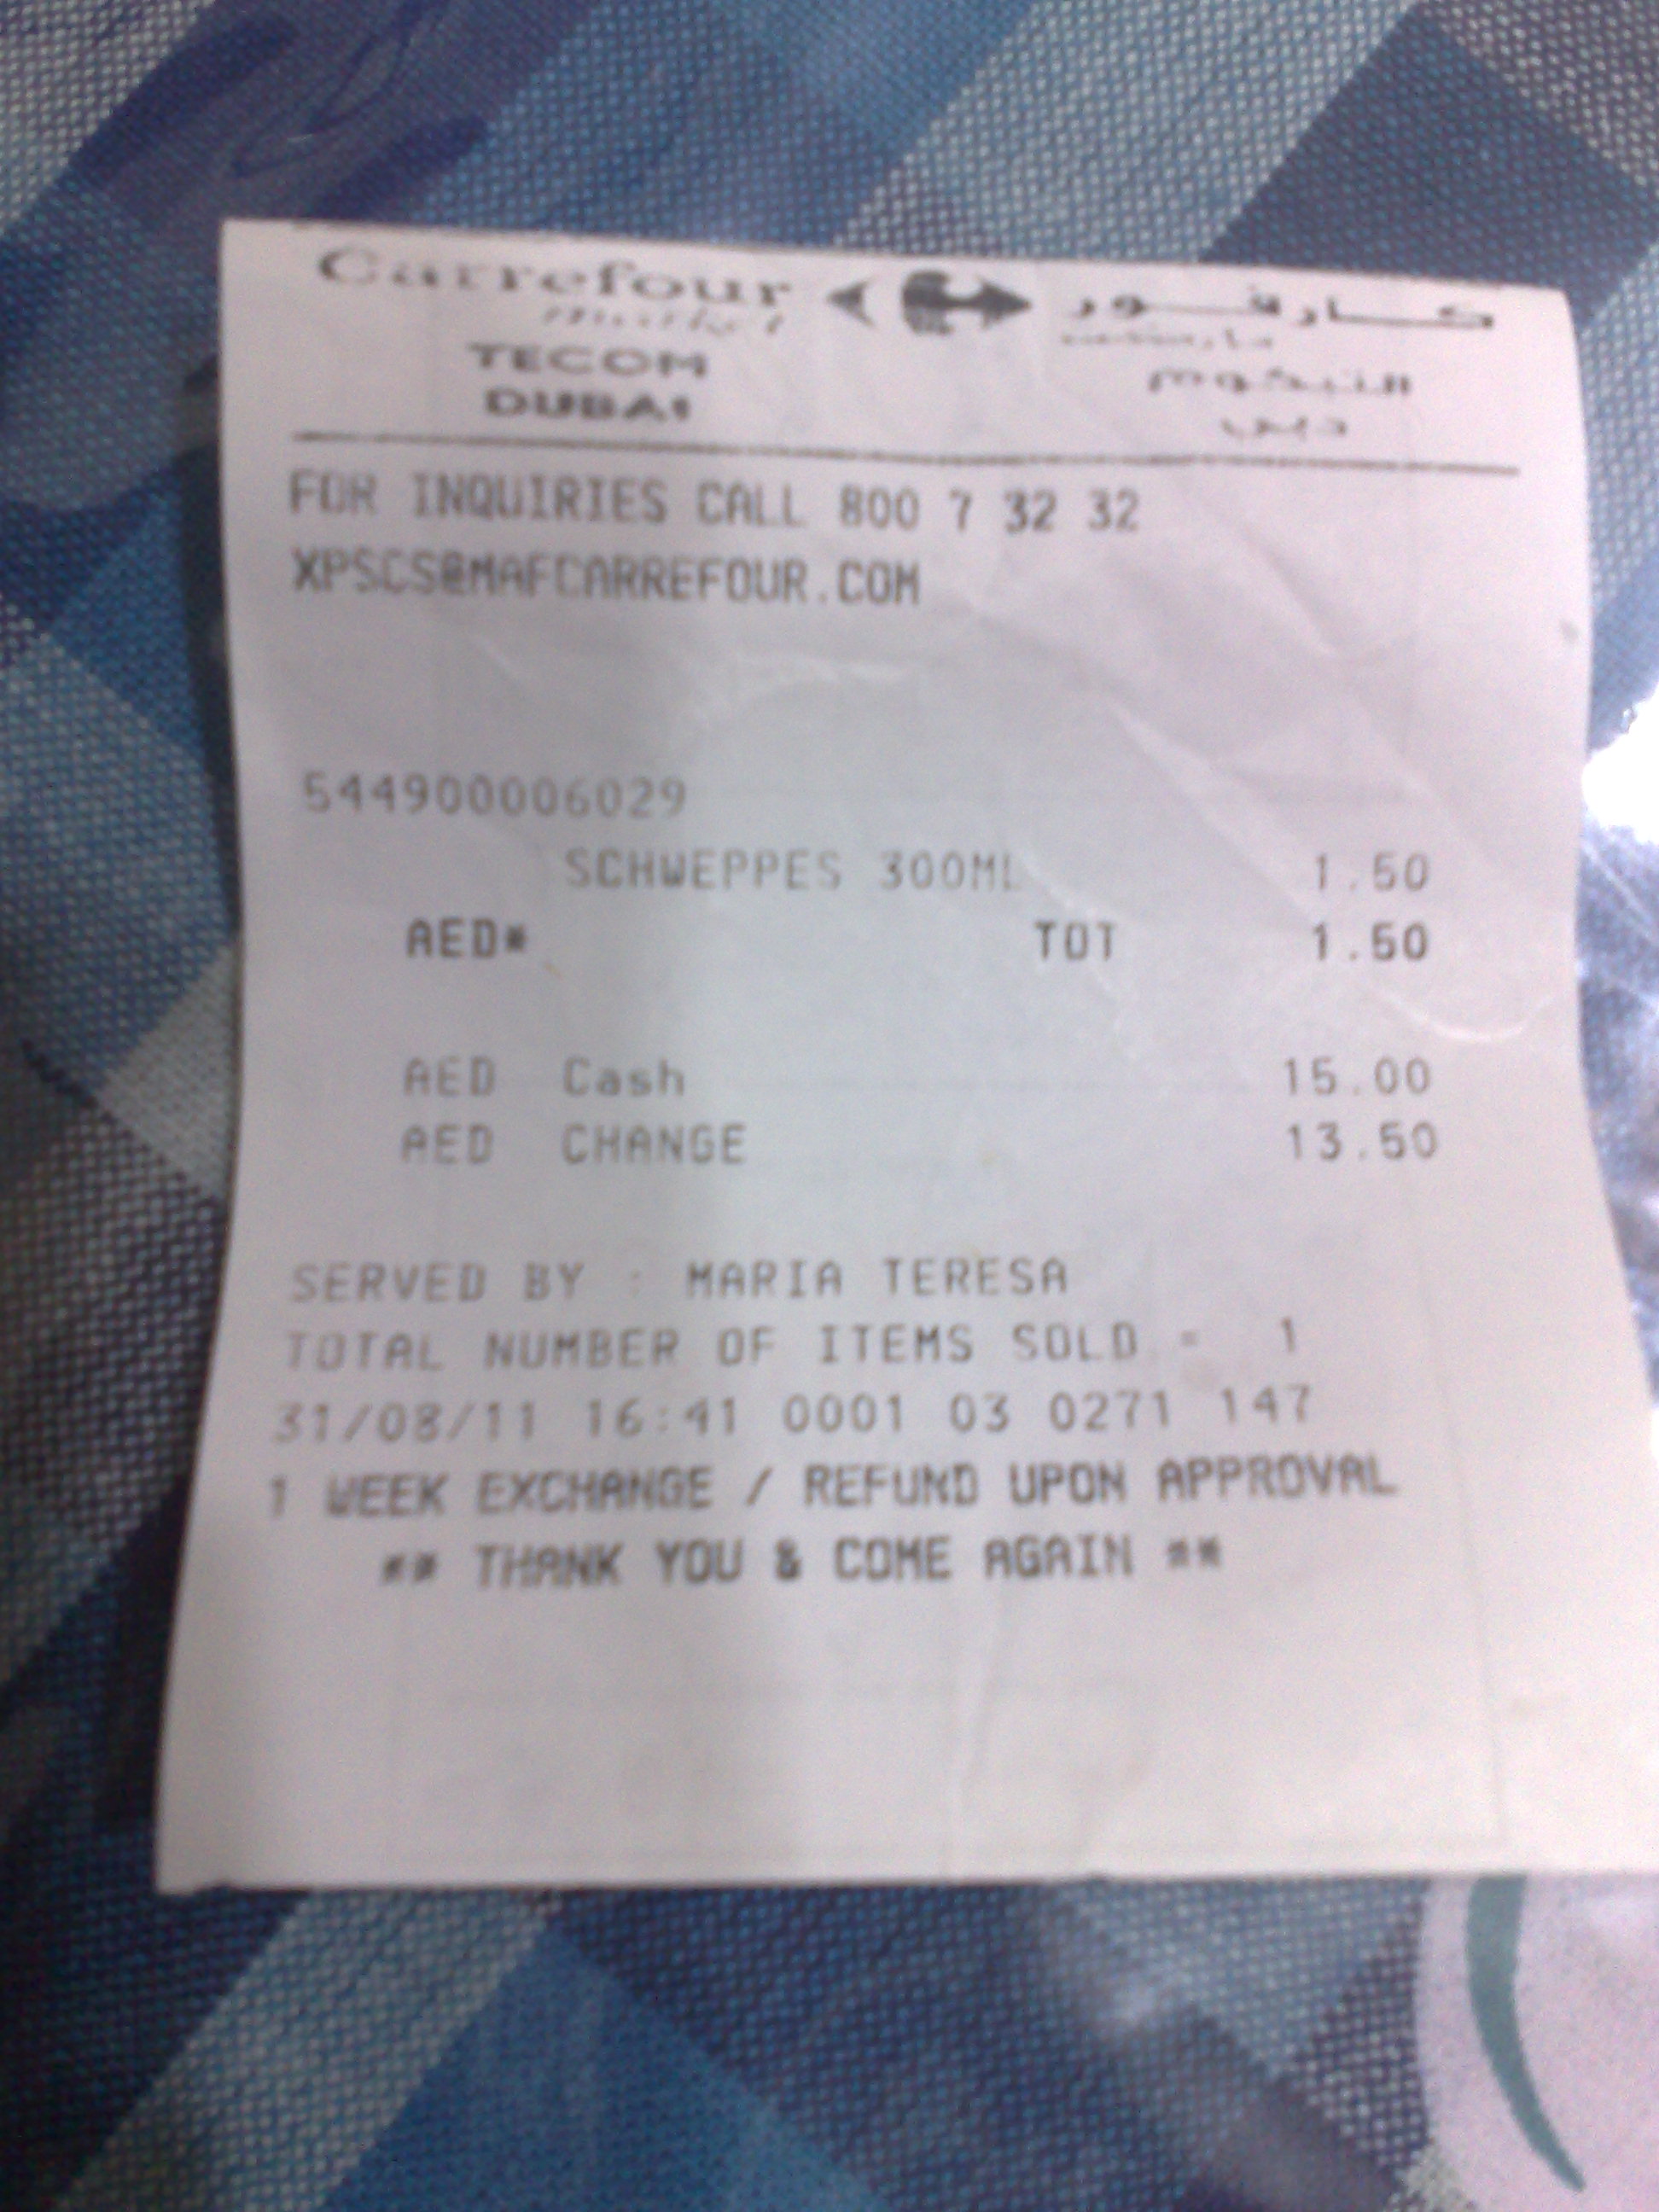 Carrefour كارفور
market ماركت
TECOM التيكوم
DUBAI دبي
FOR INQUIRIES CALL 800 7 32 32
XPSCS@MAFCARREFOUR.COM
544900006029
SCHWEPPES 300ML 1.50
AED* TOT 1.50
AED Cash 15.00
AED CHANGE 13.50
SERVED BY : MARIA TERESA
TOTAL NUMBER OF ITEMS SOLD = 1
31/08/11 16:41 0001 03 0271 147
1 WEEK EXCHANGE / REFUND UPON APPROVAL
** THANK YOU & COME AGAIN **